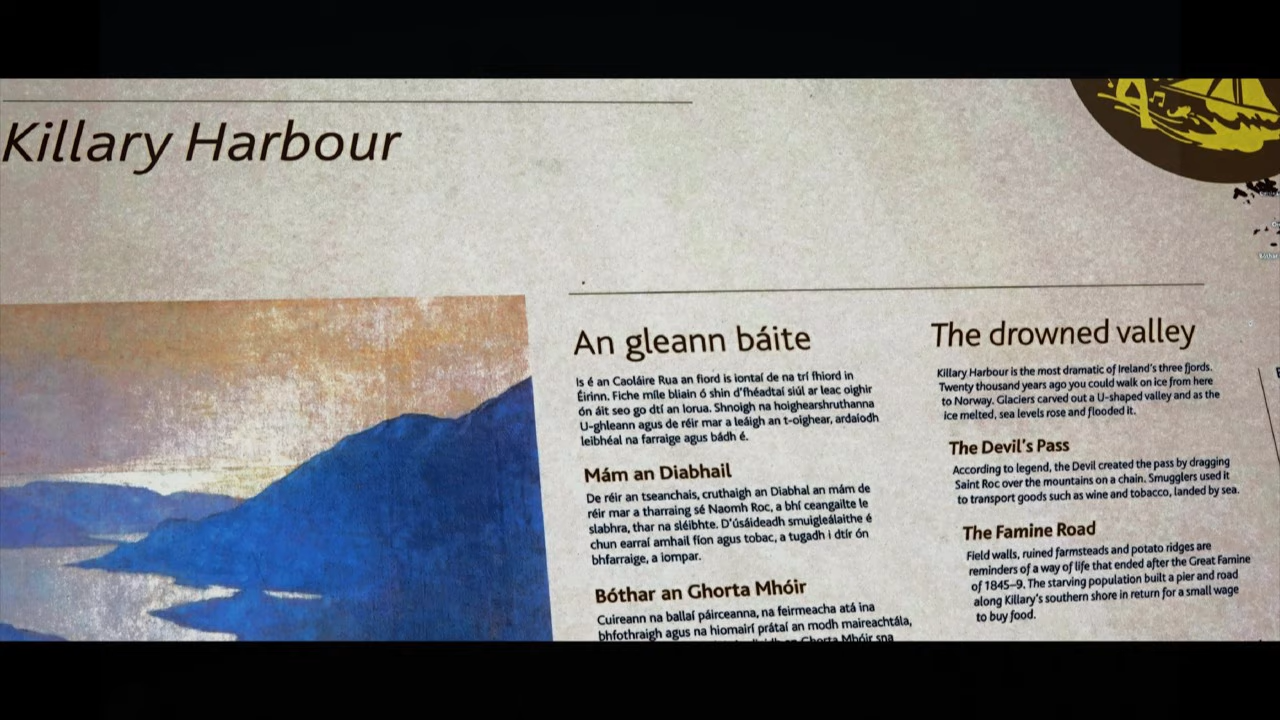 Killary Harbour
An gleann báite
Is é an Caoláire Rua an fiord is iontaí de na trí fhiord in
Éirinn. Fiche míle bliain ó shin d'fhéadtaí siúl ar leac oighir
ón áit seo go dtí an Iorua. Shnoigh na hoighearshruthanna
U-ghleann agus de réir mar a leáigh an t-oighear, ardaíodh
leibhéal na farraige agus bádh é.
Mám an Diabhail
De réir an tseanchais, cruthaigh an Diabhal an mám de
réir mar a tharraing sé Naomh Roc, a bhí ceangailte le
slabhra, thar na sléibhte. D'úsáideadh smuigleálaithe é
chun earraí amhail fíon agus tobac, a tugadh i dtír ón
bhfarraige, a iompar.
Bóthar an Ghorta Mhóir
Cuireann na ballaí páirceanna, na feirmeacha atá ina
bhfothraigh agus na hiomairí prátaí an modh maireachtála,
an Ghorta Mhóir sna
The drowned valley
Killary Harbour is the most dramatic of Ireland's three fjords.
Twenty thousand years ago you could walk on ice from here
to Norway. Glaciers carved out a U-shaped valley and as the
ice melted, sea levels rose and flooded it.
The Devil's Pass
According to legend, the Devil created the pass by dragging
Saint Roc over the mountains on a chain. Smugglers used it
to transport goods such as wine and tobacco, landed by sea.
The Famine Road
Field walls, ruined farmsteads and potato ridges are
reminders of a way of life that ended after the Great Famine
of 1845–9. The starving population built a pier and road
along Killary's southern shore in return for a small wage
to buy food.